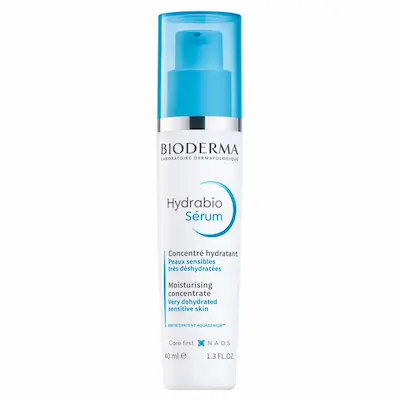 BIODERMA
LABORATOIRE DERMATOLOGIQUE
Hydrabio
Sérum
Concentré hydratant
Peaux sensibles
très déshydratées
Moisturising
concentrate
Very dehydrated
sensitive skin
AQUAGENIUM™
Care first NAOS
40 ml ℮ 1.3 FL.OZ.